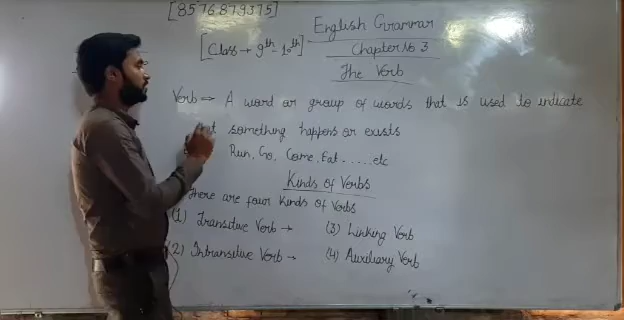 [8576879375]
English Grammar
[Class → 9th - 10th]
Chapter No 3
The Verb
Verb ⇒ A word or group of words that is used to indicate
something happens or exists
Run, Go, Come, Eat.....etc
Kinds of Verbs
There are four Kinds of Verbs
(1) Transitive Verb → (3) Linking Verb
(2) Intransitive Verb → (4) Auxiliary Verb